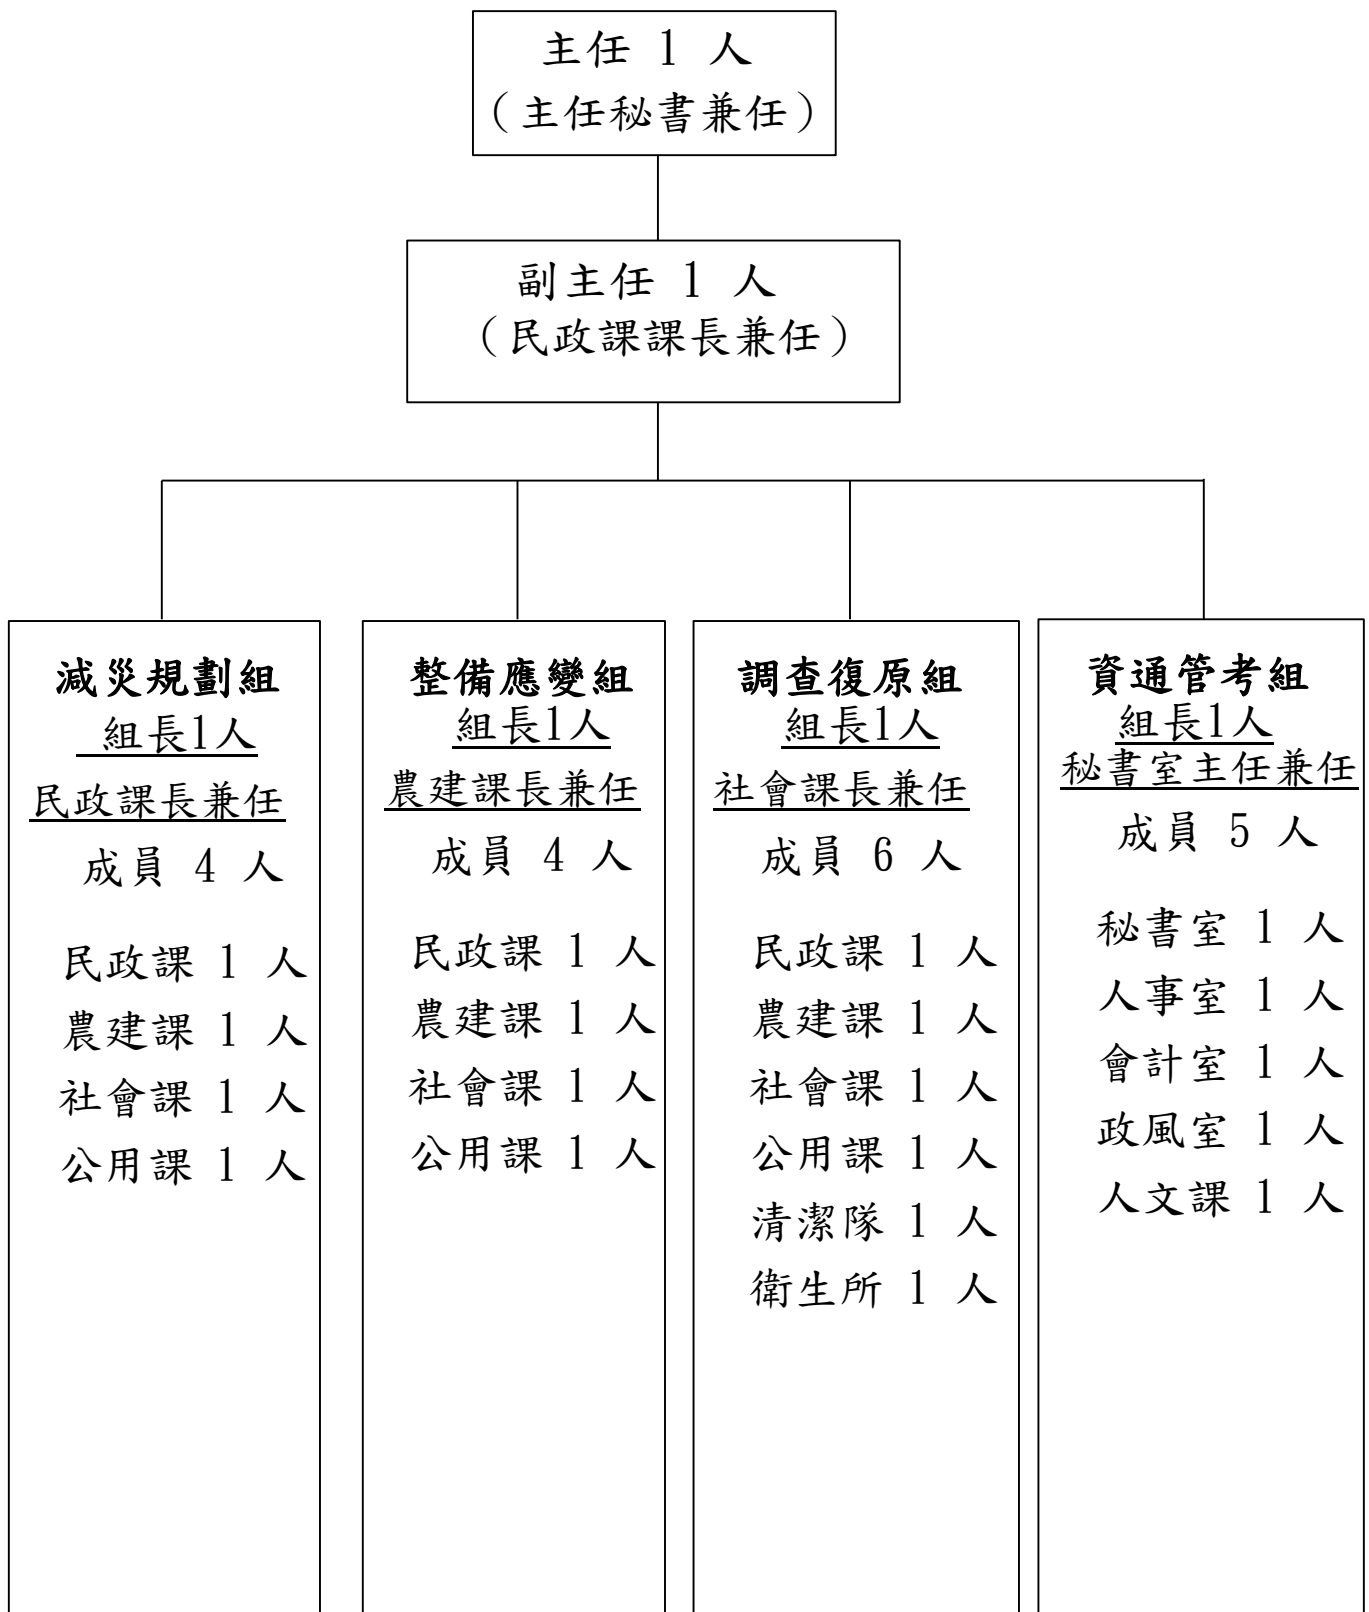 主任 1 人
（主任秘書兼任）
副主任 1 人
（民政課課長兼任）
減災規劃組
組長1人
民政課長兼任
成員 4 人
民政課 1 人
農建課 1 人
社會課 1 人
公用課 1 人
整備應變組
組長1人
農建課長兼任
成員 4 人
民政課 1 人
農建課 1 人
社會課 1 人
公用課 1 人
調查復原組
組長1人
社會課長兼任
成員 6 人
民政課 1 人
農建課 1 人
社會課 1 人
公用課 1 人
清潔隊 1 人
衛生所 1 人
資通管考組
組長1人
秘書室主任兼任
成員 5 人
秘書室 1 人
人事室 1 人
會計室 1 人
政風室 1 人
人文課 1 人